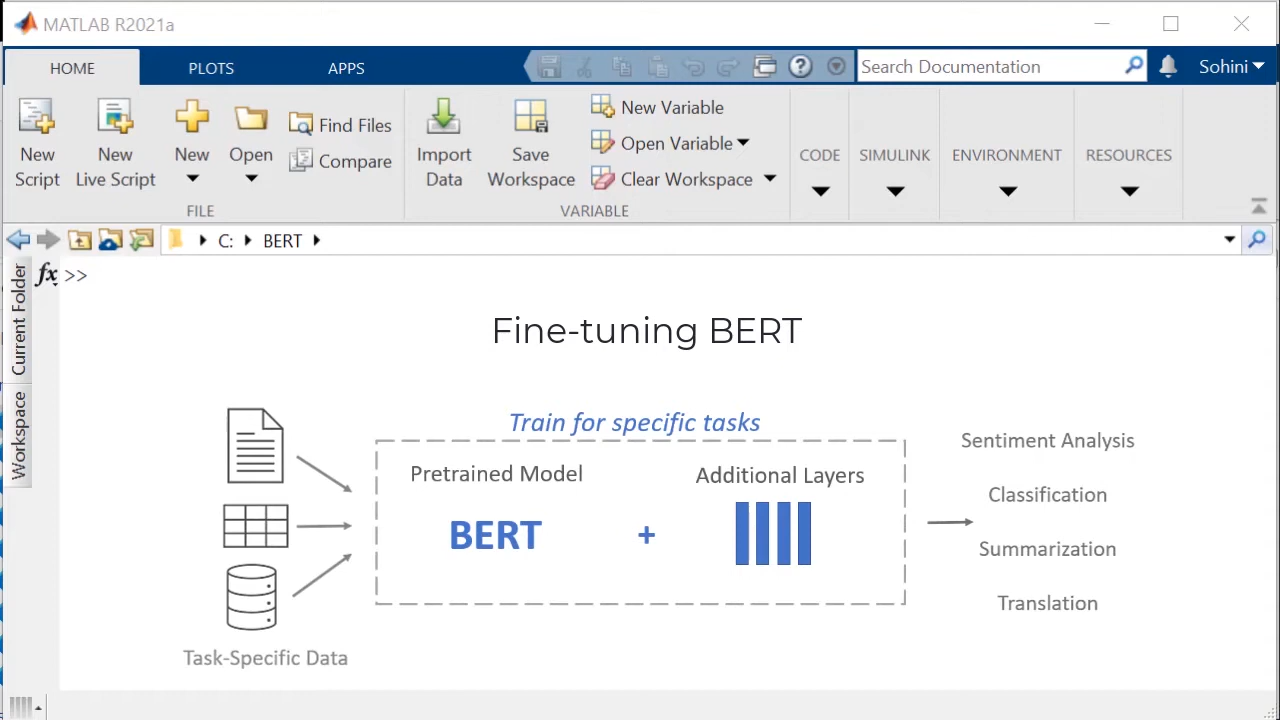 MATLAB R2021a
HOME
PLOTS
APPS
Search Documentation
Sohini
New
Script
New
Live Script
New
Open
Find Files
Compare
FILE
Import
Data
Save
Workspace
New Variable
Open Variable
Clear Workspace
VARIABLE
CODE
SIMULINK
ENVIRONMENT
RESOURCES
C:
BERT
Current Folder
Workspace
fx >>
Fine-tuning BERT
Train for specific tasks
Pretrained Model
Additional Layers
BERT
+
Task-Specific Data
Sentiment Analysis
Classification
Summarization
Translation